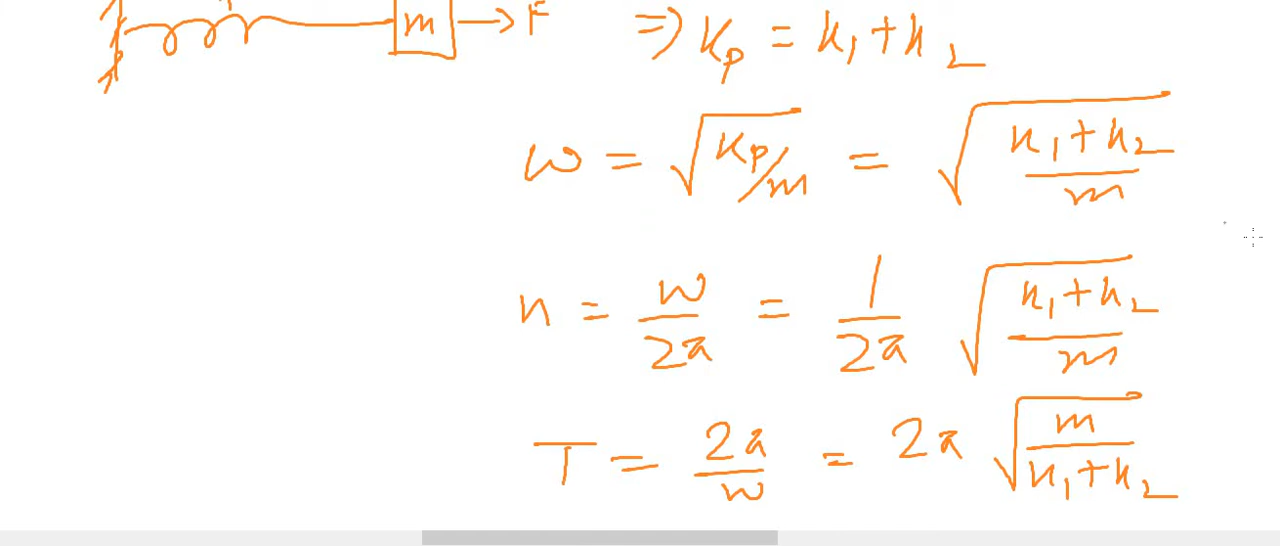 m → F ⇒ Kp = K₁ + K₂
ω = √(Kp/m) = √((K₁ + K₂)/m)
n = ω/2π = 1/2π √((K₁ + K₂)/m)
T = 2π/ω = 2π √(m/(K₁ + K₂))